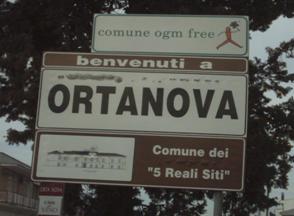 comune ogm free
benvenuti a
ORTANOVA
Comune dei
"5 Reali Siti"